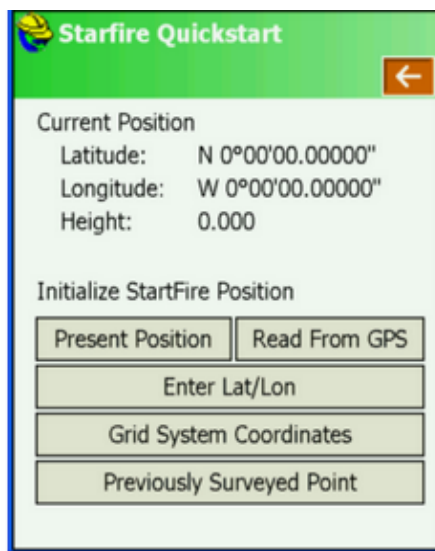 Starfire Quickstart
Current Position
Latitude: N 0°00'00.00000"
Longitude: W 0°00'00.00000"
Height: 0.000
Initialize StartFire Position
Present Position Read From GPS
Enter Lat/Lon
Grid System Coordinates
Previously Surveyed Point